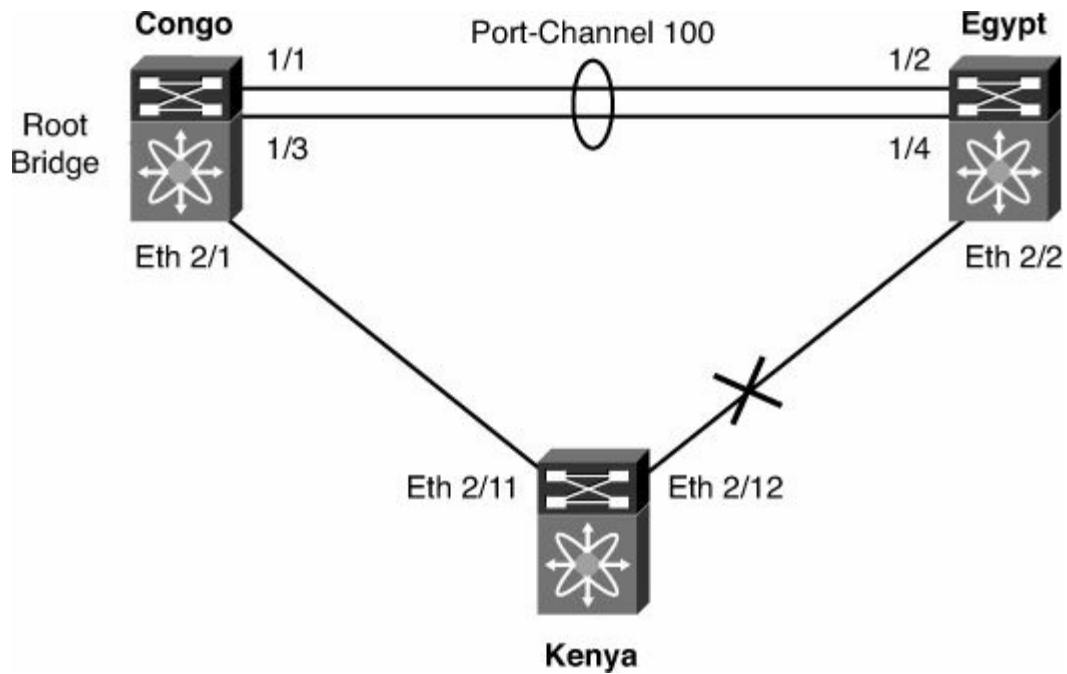 Congo
Port-Channel 100
Egypt
1/1
1/2
Root
Bridge
1/3
1/4
Eth 2/1
Eth 2/2
Eth 2/11
Eth 2/12
Kenya